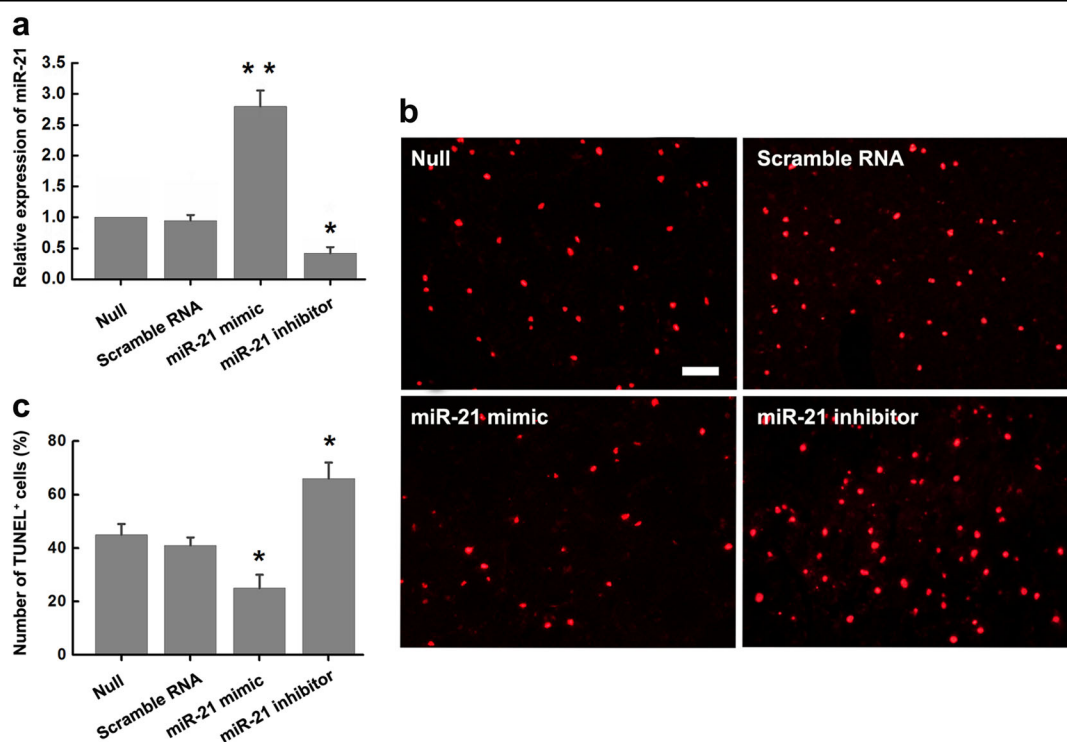 a
Relative expression of miR-21
3.5
3.0
2.5
2.0
1.5
1.0
0.5
0.0
* *
*
Null
Scramble RNA
miR-21 mimic
miR-21 inhibitor
b
Null
Scramble RNA
miR-21 mimic
miR-21 inhibitor
c
Number of TUNEL⁺ cells (%)
80
60
40
20
0
*
*
Null
Scramble RNA
miR-21 mimic
miR-21 inhibitor